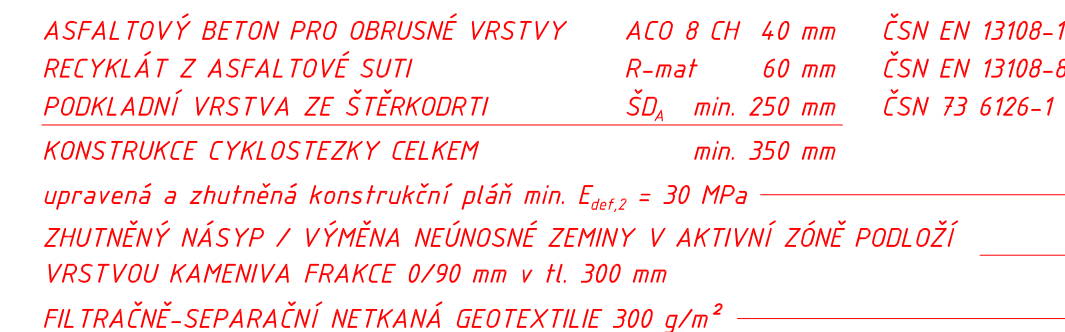 ASFALTOVÝ BETON PRO OBRUSNÉ VRSTVY ACO 8 CH 40 mm ČSN EN 13108-1
RECYKLÁT Z ASFALTOVÉ SUTI R-mat 60 mm ČSN EN 13108-8
PODKLADNÍ VRSTVA ZE ŠTĚRKODRTI ŠDA min. 250 mm ČSN 73 6126-1
KONSTRUKCE CYKLOSTEZKY CELKEM min. 350 mm
upravená a zhutněná konstrukční pláň min. Edef,2 = 30 MPa
ZHUTNĚNÝ NÁSYP / VÝMĚNA NEÚNOSNÉ ZEMINY V AKTIVNÍ ZÓNĚ PODLOŽÍ
VRSTVOU KAMENIVA FRAKCE 0/90 mm v tl. 300 mm
FILTRAČNĚ-SEPARAČNÍ NETKANÁ GEOTEXTILIE 300 g/m²